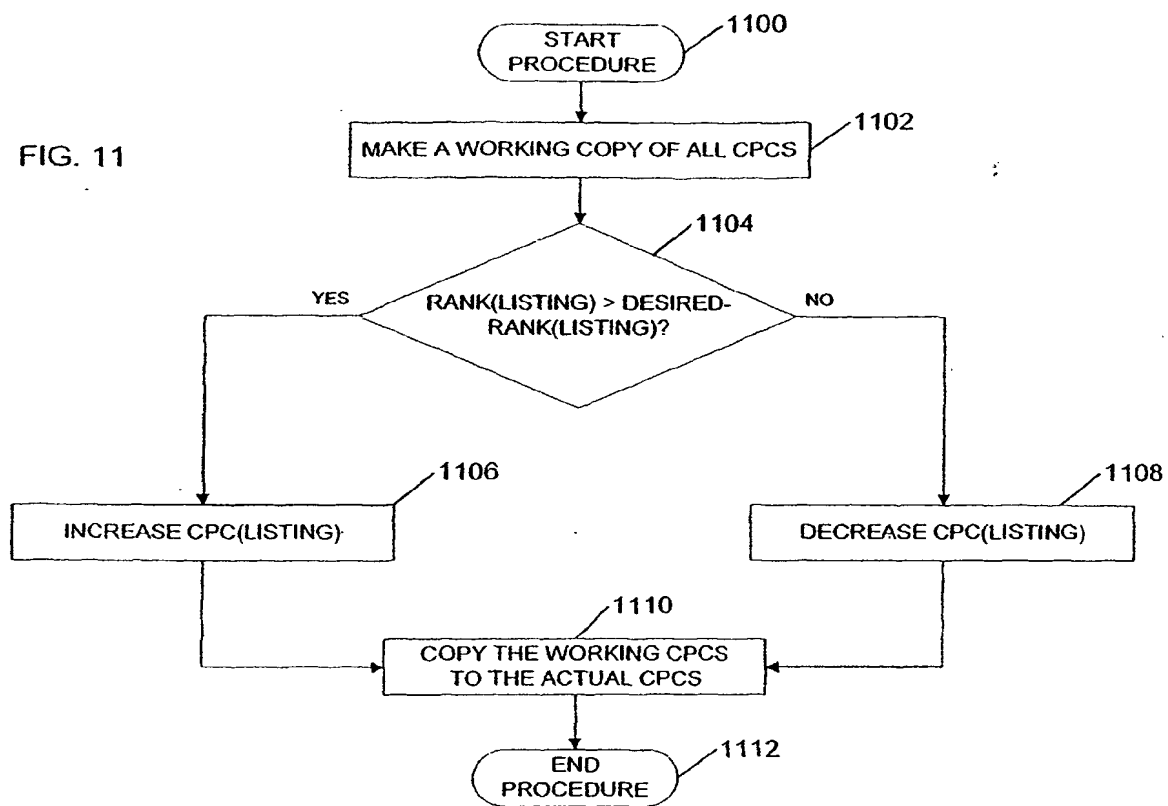 START
PROCEDURE
1100
FIG. 11
MAKE A WORKING COPY OF ALL CPCS
1102
1104
YES
RANK(LISTING) > DESIRED-
RANK(LISTING)?
NO
1106
INCREASE CPC(LISTING)
1108
DECREASE CPC(LISTING)
1110
COPY THE WORKING CPCS
TO THE ACTUAL CPCS
END
PROCEDURE
1112